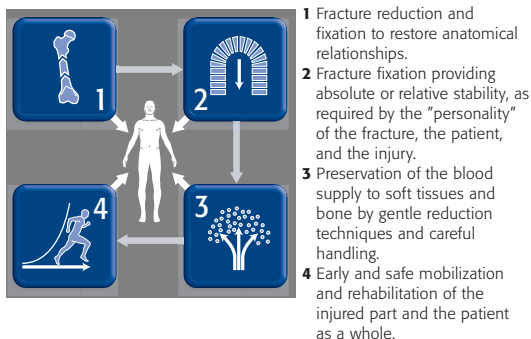 1
2
4
3
1 Fracture reduction and
fixation to restore anatomical
relationships.
2 Fracture fixation providing
absolute or relative stability, as
required by the "personality"
of the fracture, the patient,
and the injury.
3 Preservation of the blood
supply to soft tissues and
bone by gentle reduction
techniques and careful
handling.
4 Early and safe mobilization
and rehabilitation of the
injured part and the patient
as a whole.